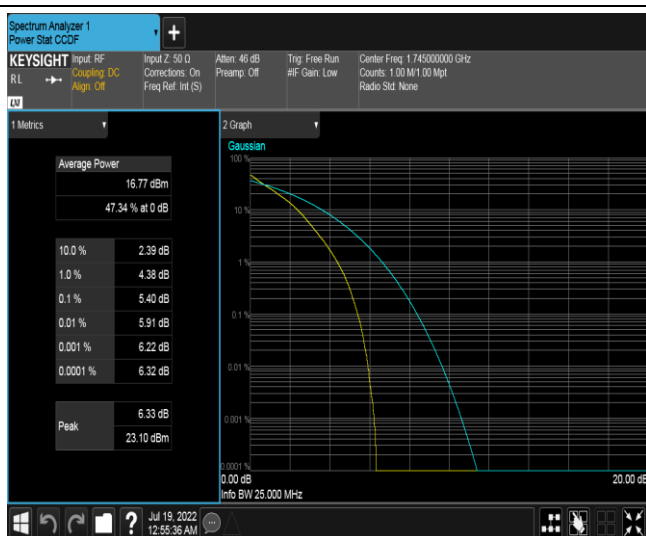 Spectrum Analyzer 1
Power Stat CCDF
KEYSIGHT
R L
LXI
Input: RF
Coupling: DC
Align: Off
Input Z: 50 Ω
Corrections: On
Freq Ref: Int (S)
Atten: 46 dB
Preamp: Off
Trig: Free Run
#IF Gain: Low
Center Freq: 1.745000000 GHz
Counts: 1.00 M/1.00 Mpt
Radio Std: None
1 Metrics
Average Power
16.77 dBm
47.34 % at 0 dB
10.0 % 2.39 dB
1.0 % 4.38 dB
0.1 % 5.40 dB
0.01 % 5.91 dB
0.001 % 6.22 dB
0.0001 % 6.32 dB
Peak
6.33 dB
23.10 dBm
2 Graph
Gaussian
100 %
10 %
1 %
0.1 %
0.01 %
0.001 %
0.0001 %
0.00 dB
20.00 dB
Info BW 25.000 MHz
?
Jul 19, 2022
12:55:36 AM